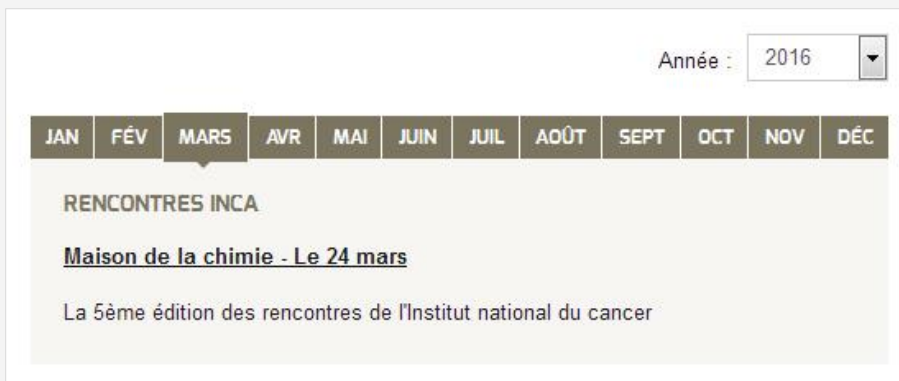 Année : 2016
JAN FÉV MARS AVR MAI JUIN JUIL AOÛT SEPT OCT NOV DÉC
RENCONTRES INCA
Maison de la chimie - Le 24 mars
La 5ème édition des rencontres de l'Institut national du cancer